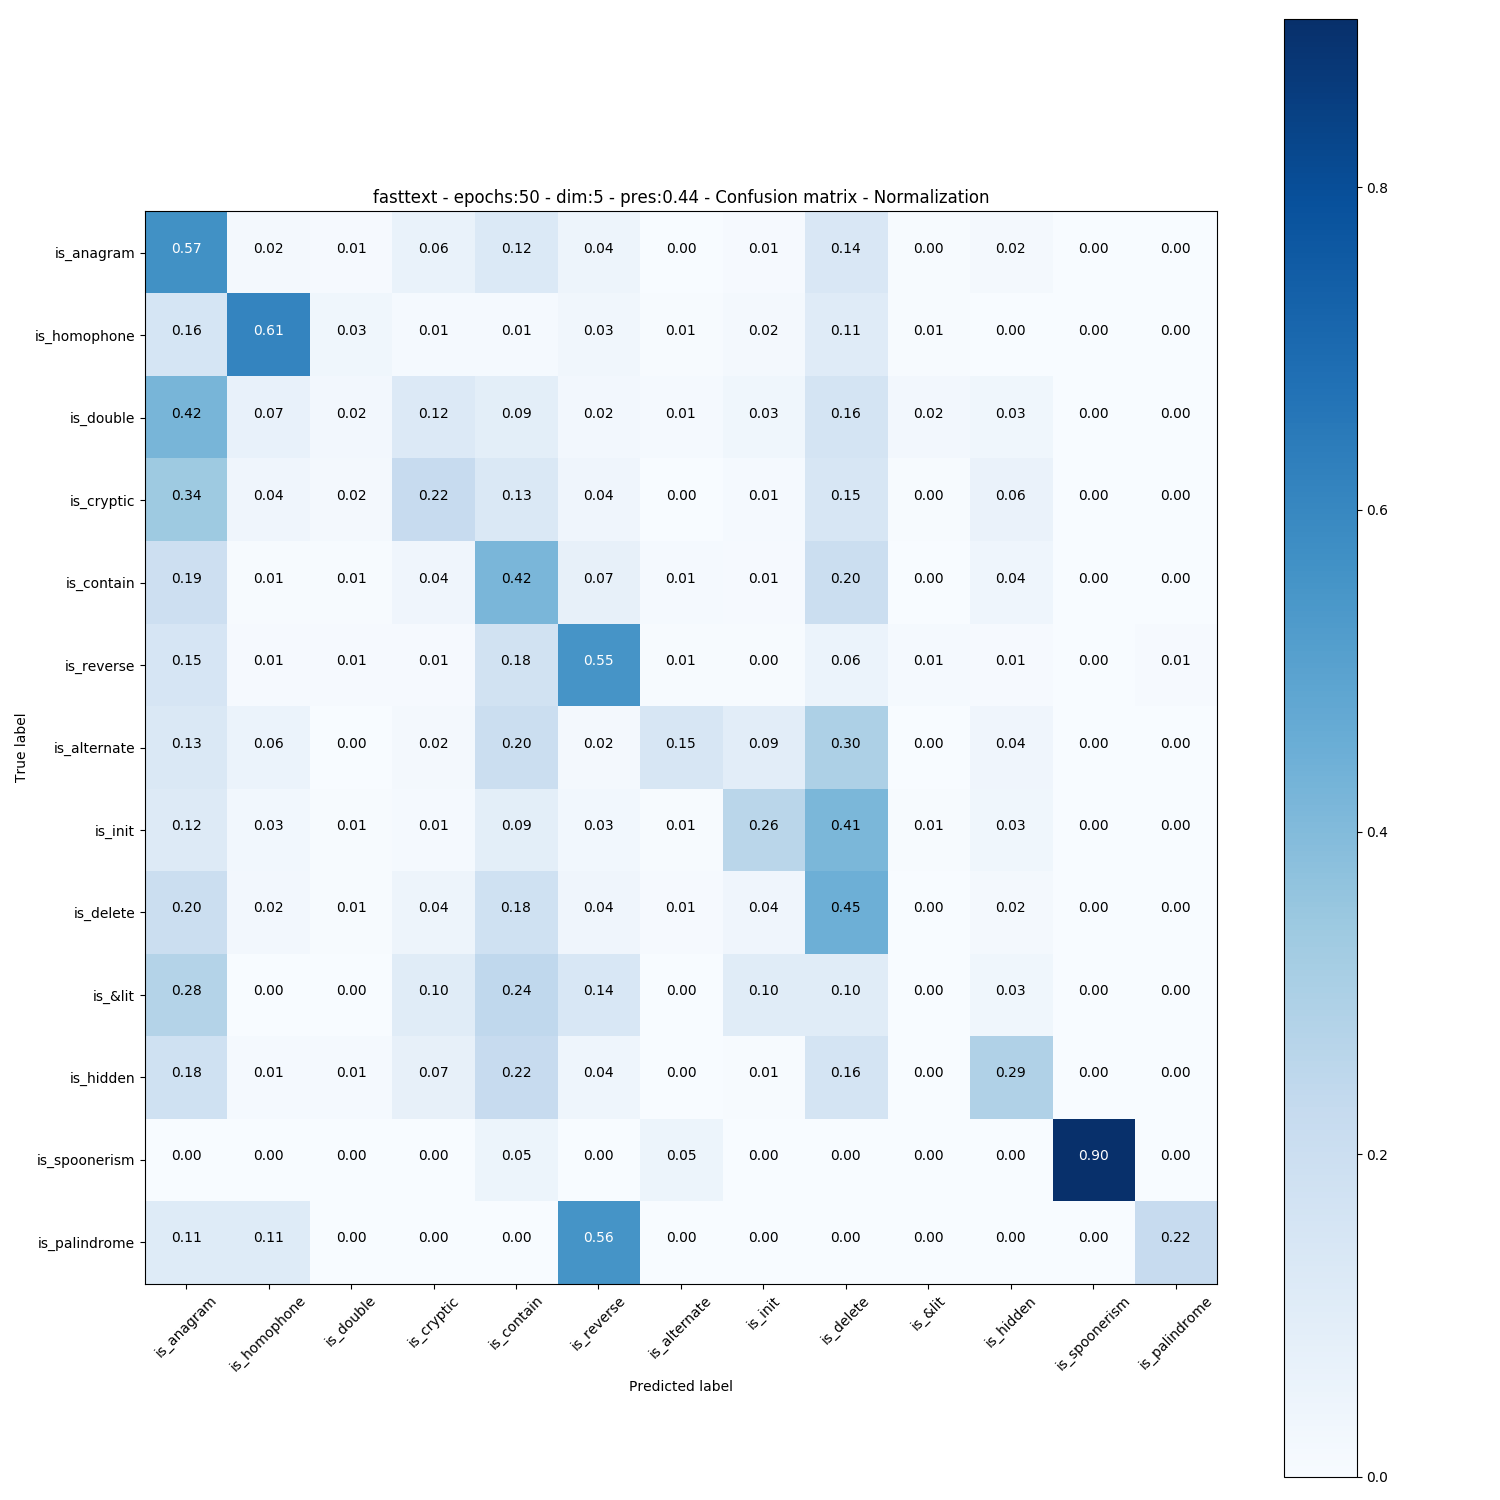 fasttext - epochs:50 - dim:5 - pres:0.44 - Confusion matrix - Normalization
is_anagram 0.57 0.02 0.01 0.06 0.12 0.04 0.00 0.01 0.14 0.00 0.02 0.00 0.00
is_homophone 0.16 0.61 0.03 0.01 0.01 0.03 0.01 0.02 0.11 0.01 0.00 0.00 0.00
is_double 0.42 0.07 0.02 0.12 0.09 0.02 0.01 0.03 0.16 0.02 0.03 0.00 0.00
is_cryptic 0.34 0.04 0.02 0.22 0.13 0.04 0.00 0.01 0.15 0.00 0.06 0.00 0.00
is_contain 0.19 0.01 0.01 0.04 0.42 0.07 0.01 0.01 0.20 0.00 0.04 0.00 0.00
is_reverse 0.15 0.01 0.01 0.01 0.18 0.55 0.01 0.00 0.06 0.01 0.01 0.00 0.01
is_alternate 0.13 0.06 0.00 0.02 0.20 0.02 0.15 0.09 0.30 0.00 0.04 0.00 0.00
is_init 0.12 0.03 0.01 0.01 0.09 0.03 0.01 0.26 0.41 0.01 0.03 0.00 0.00
is_delete 0.20 0.02 0.01 0.04 0.18 0.04 0.01 0.04 0.45 0.00 0.02 0.00 0.00
is_&lit 0.28 0.00 0.00 0.10 0.24 0.14 0.00 0.10 0.10 0.00 0.03 0.00 0.00
is_hidden 0.18 0.01 0.01 0.07 0.22 0.04 0.00 0.01 0.16 0.00 0.29 0.00 0.00
is_spoonerism 0.00 0.00 0.00 0.00 0.05 0.00 0.05 0.00 0.00 0.00 0.00 0.90 0.00
is_palindrome 0.11 0.11 0.00 0.00 0.00 0.56 0.00 0.00 0.00 0.00 0.00 0.00 0.22
True label
is_anagram is_homophone is_double is_cryptic is_contain is_reverse is_alternate is_init is_delete is_&lit is_hidden is_spoonerism is_palindrome
Predicted label
0.8
0.6
0.4
0.2
0.0